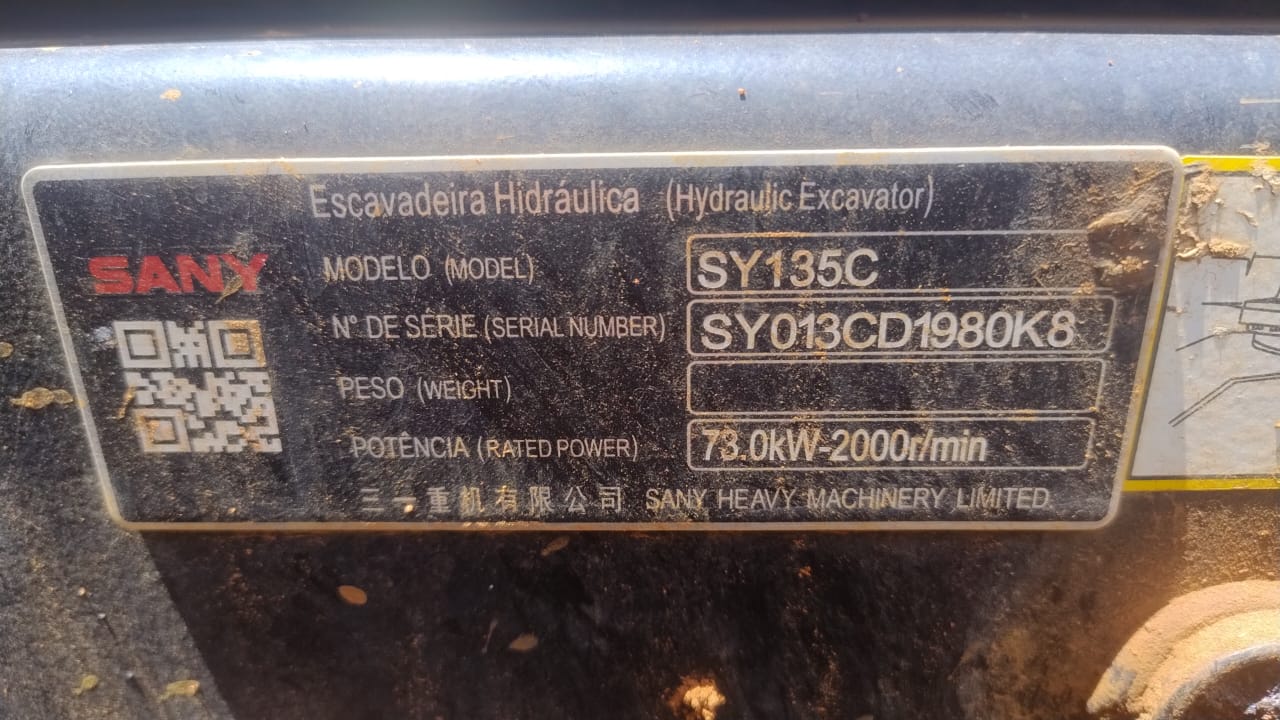 Escavadeira Hidráulica (Hydraulic Excavator)
SANY
MODELO (MODEL) SY135C
N° DE SÉRIE (SERIAL NUMBER) SY013CD1980K8
PESO (WEIGHT)
POTÊNCIA (RATED POWER) 73.0kW-2000r/min
三一重机有限公司 SANY HEAVY MACHINERY LIMITED